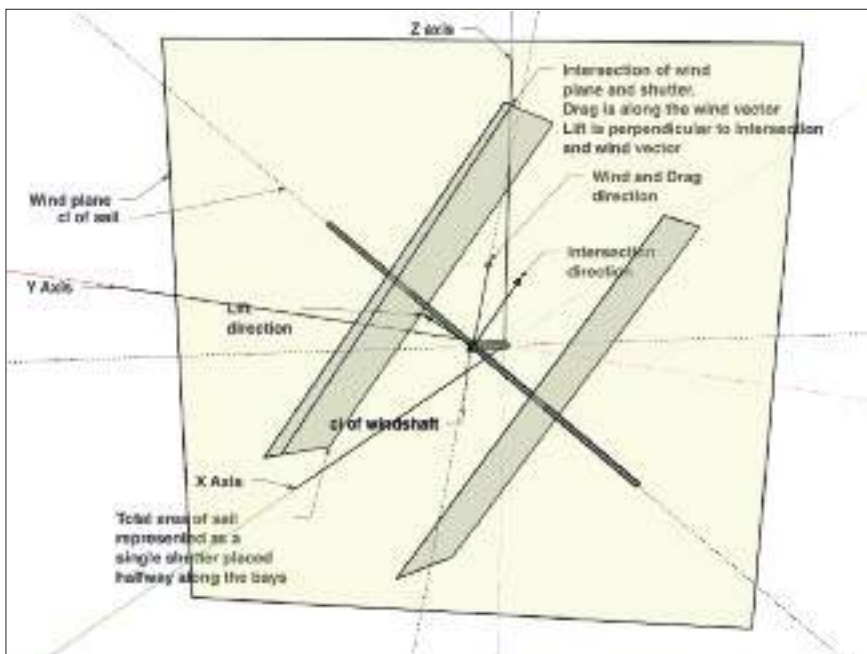 Z axis
Intersection of wind
plane and shutter.
Drag is along the wind vector
Lift is perpendicular to Intersection
and wind vector
Wind and Drag
direction
Wind plane
cl of sail
Intersection
direction
Y Axis
Lift
direction
cl of windshaft
X Axis
Total area of sail
represented as a
single shutter placed
halfway along the bays